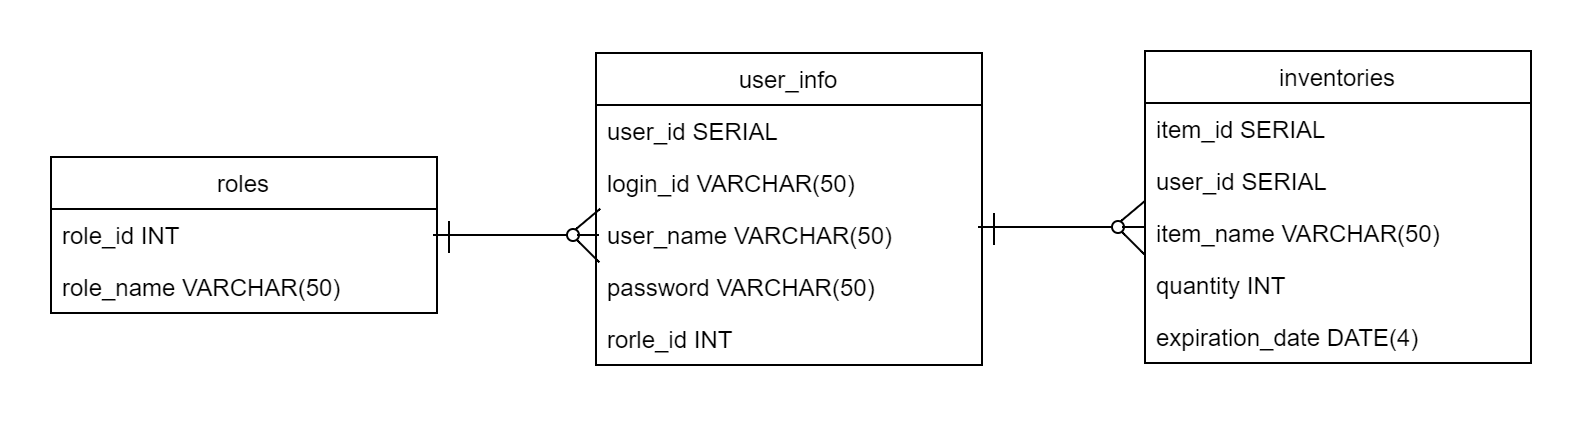 roles
role_id INT
role_name VARCHAR(50)
user_info
user_id SERIAL
login_id VARCHAR(50)
user_name VARCHAR(50)
password VARCHAR(50)
rorle_id INT
inventories
item_id SERIAL
user_id SERIAL
item_name VARCHAR(50)
quantity INT
expiration_date DATE(4)